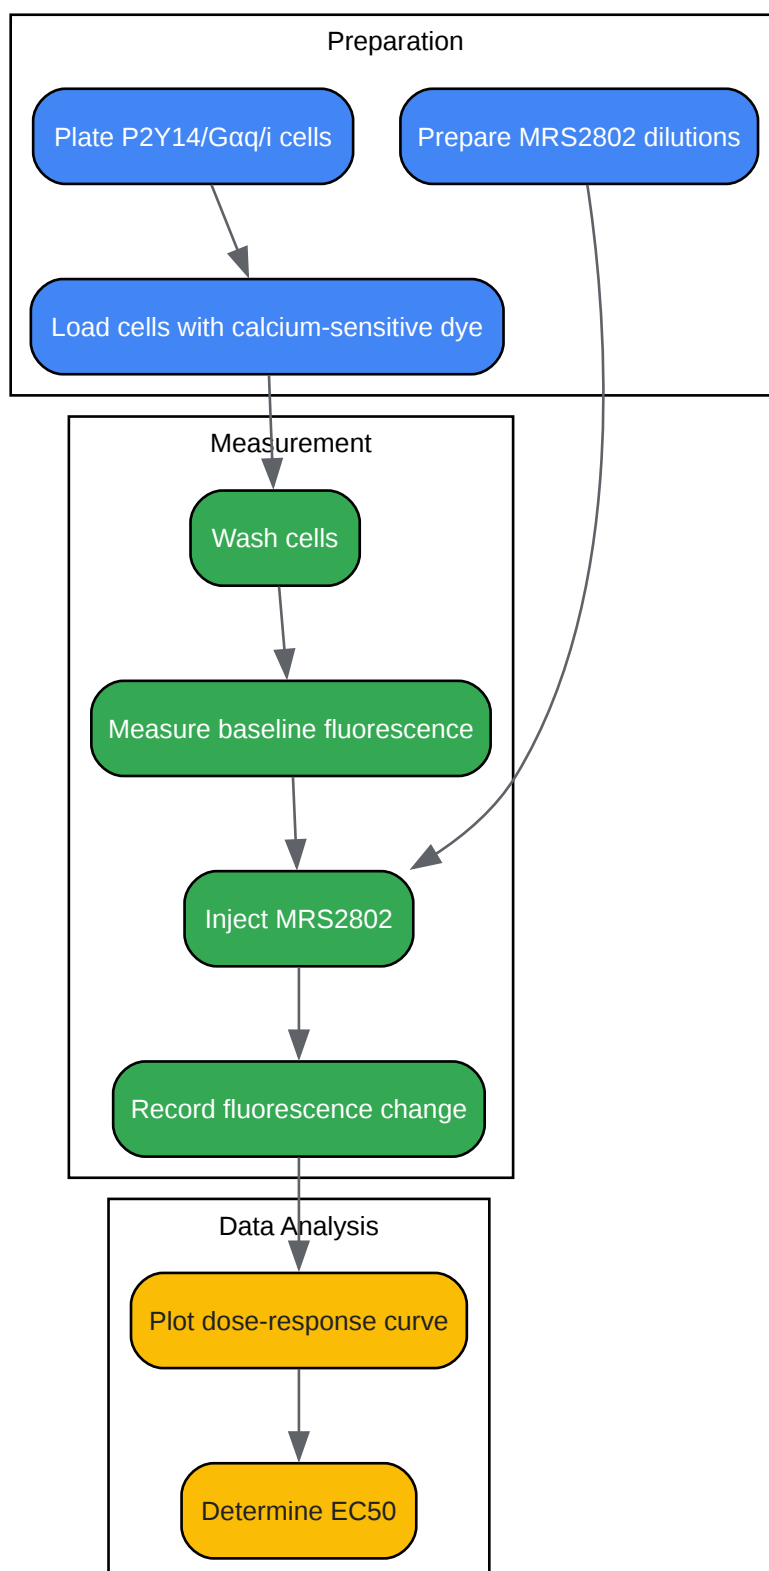 Preparation
Plate P2Y14/Gαq/i cells
Prepare MRS2802 dilutions
Load cells with calcium-sensitive dye
Measurement
Wash cells
Measure baseline fluorescence
Inject MRS2802
Record fluorescence change
Data Analysis
Plot dose-response curve
Determine EC50